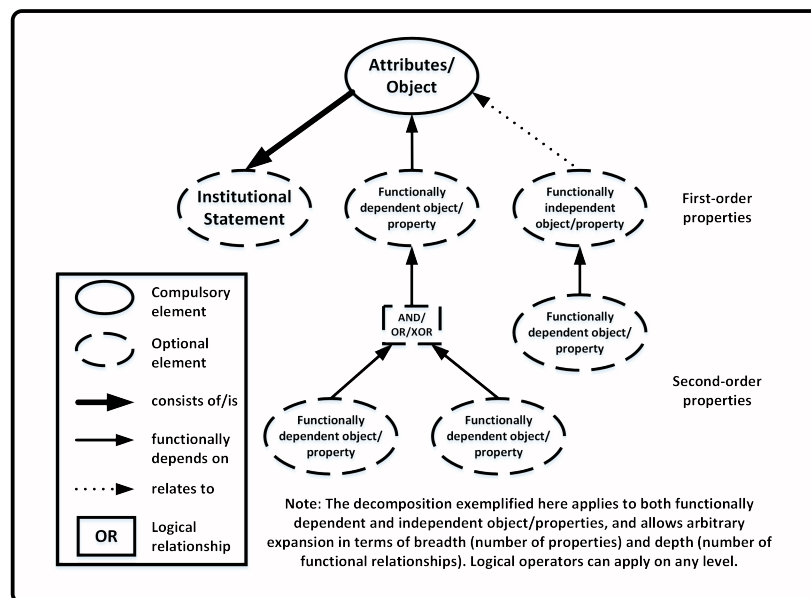 Attributes/
Object
Institutional
Statement
Functionally
dependent object/
property
Functionally
independent
object/property
First-order
properties
AND/
OR/XOR
Functionally
dependent object/
property
Second-order
properties
Functionally
dependent object/
property
Functionally
dependent object/
property
Compulsory
element
Optional
element
consists of/is
functionally
depends on
relates to
OR
Logical
relationship
Note: The decomposition exemplified here applies to both functionally
dependent and independent object/properties, and allows arbitrary
expansion in terms of breadth (number of properties) and depth (number of
functional relationships). Logical operators can apply on any level.